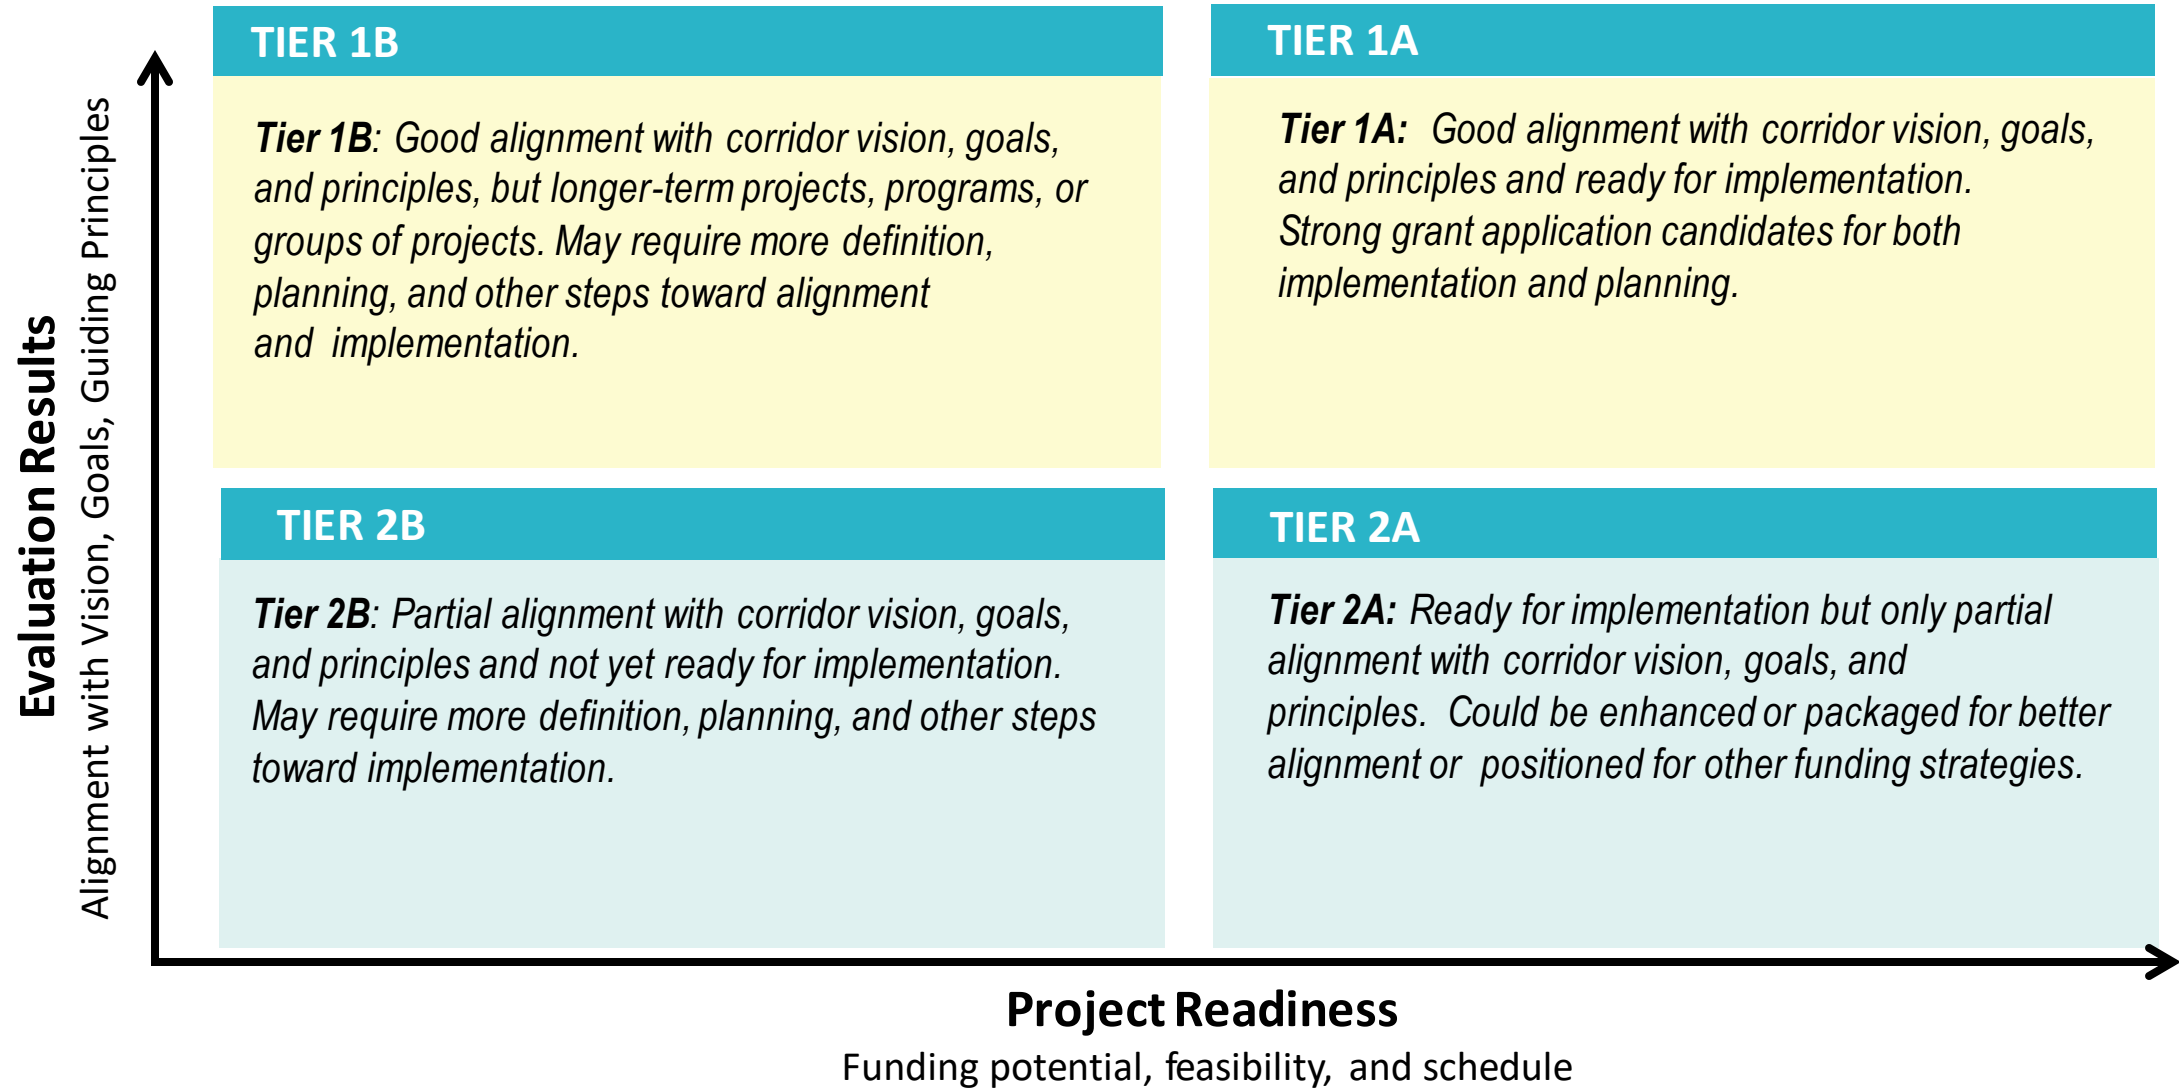 Evaluation Results
Alignment with Vision, Goals, Guiding Principles
TIER 1B
Tier 1B: Good alignment with corridor vision, goals,
and principles, but longer-term projects, programs, or
groups of projects. May require more definition,
planning, and other steps toward alignment
and implementation.
TIER 1A
Tier 1A: Good alignment with corridor vision, goals,
and principles and ready for implementation.
Strong grant application candidates for both
implementation and planning.
TIER 2B
Tier 2B: Partial alignment with corridor vision, goals,
and principles and not yet ready for implementation.
May require more definition, planning, and other steps
toward implementation.
TIER 2A
Tier 2A: Ready for implementation but only partial
alignment with corridor vision, goals, and
principles. Could be enhanced or packaged for better
alignment or positioned for other funding strategies.
Project Readiness
Funding potential, feasibility, and schedule